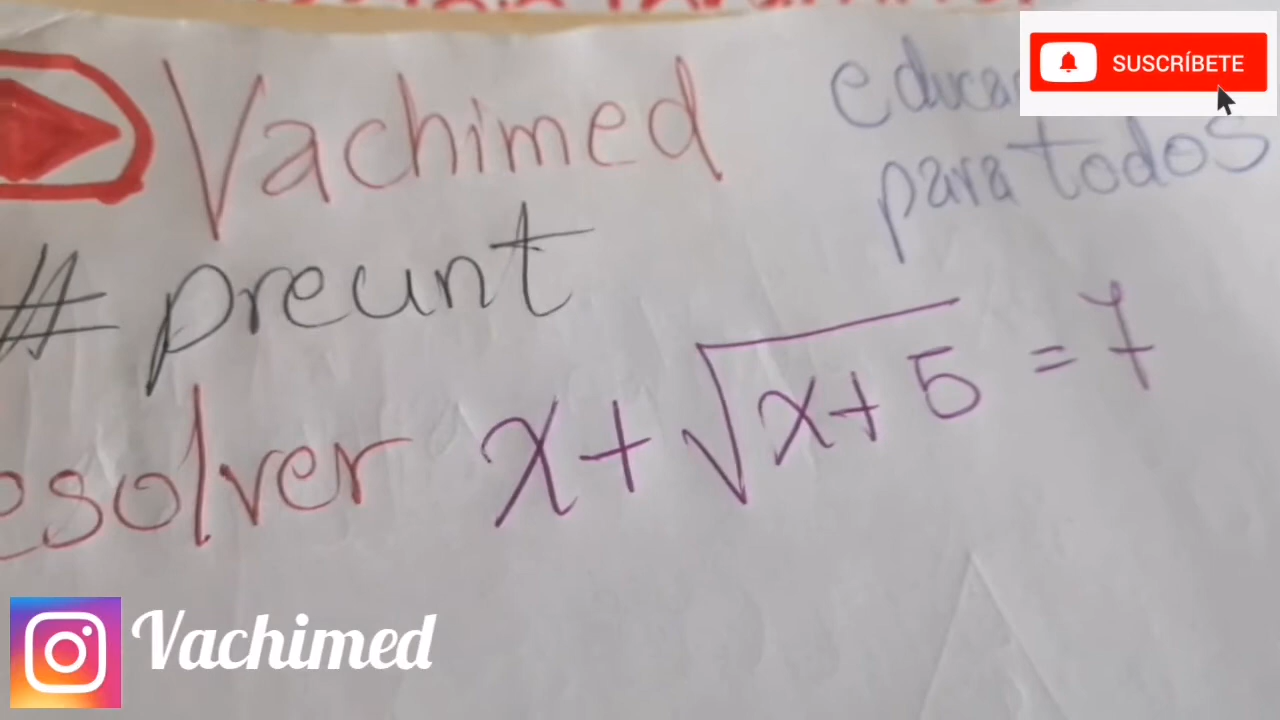 SUSCRÍBETE
Vachimed
para todos
# preunt
x + √x+5 = 7
Vachimed